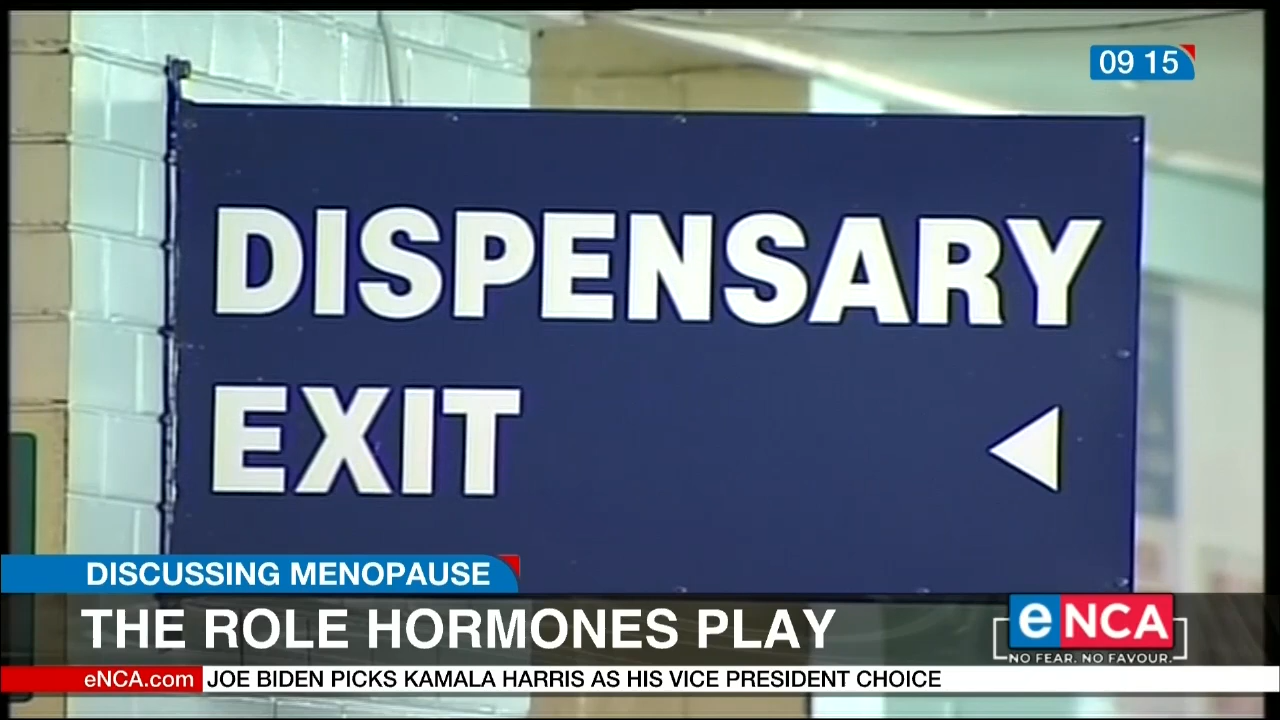 09 15
DISPENSARY
EXIT
DISCUSSING MENOPAUSE
THE ROLE HORMONES PLAY
eNCA
NO FEAR. NO FAVOUR.
eNCA.com JOE BIDEN PICKS KAMALA HARRIS AS HIS VICE PRESIDENT CHOICE